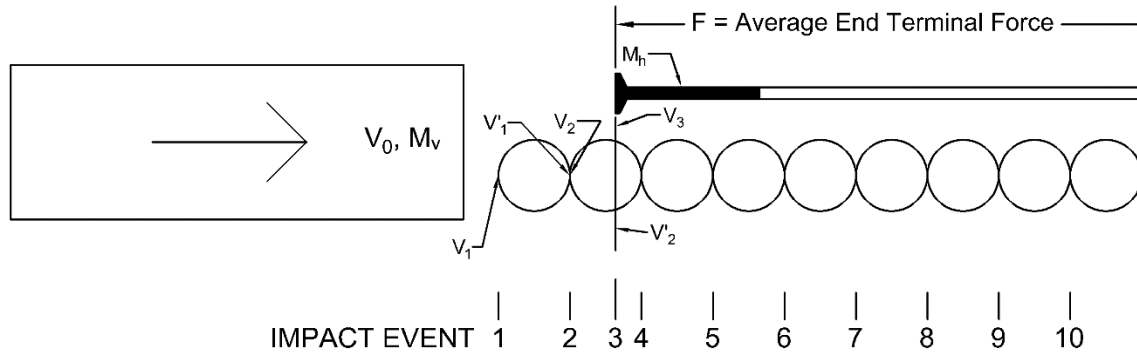 F = Average End Terminal Force
Mh
V0, Mv
V'1
V2
V3
V1
V'2
IMPACT EVENT 1 2 3 4 5 6 7 8 9 10